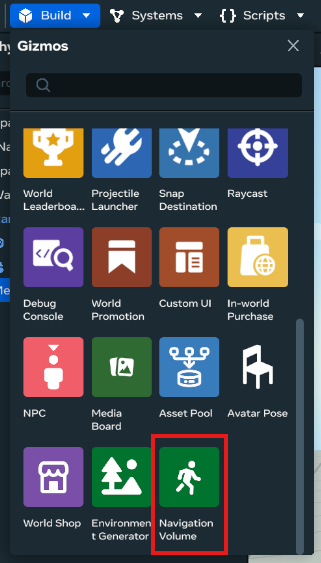 Build
Systems
{} Scripts
Gizmos
World
Leaderboa...
Projectile
Launcher
Snap
Destination
Raycast
Debug
Console
World
Promotion
Custom UI
In-world
Purchase
NPC
Media
Board
Asset Pool
Avatar Pose
World Shop
Environmen
t Generator
Navigation
Volume